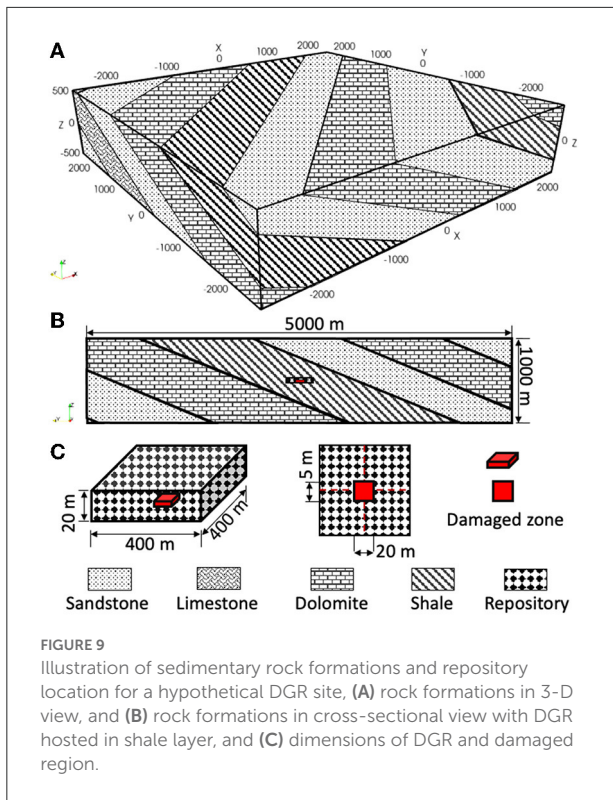 A
X
-2000
-1000
0
1000
2000
2000
1000
Y
0
-1000
-2000
500
Z 0
-500
2000
1000
Y 0
-1000
-2000
0 Z
2000
1000
0
X
-1000
-2000
B
5000 m
1000 m
C
20 m
400 m
400 m
5 m
20 m
Damaged zone
Sandstone Limestone Dolomite Shale Repository
FIGURE 9
Illustration of sedimentary rock formations and repository
location for a hypothetical DGR site, (A) rock formations in 3-D
view, and (B) rock formations in cross-sectional view with DGR
hosted in shale layer, and (C) dimensions of DGR and damaged
region.